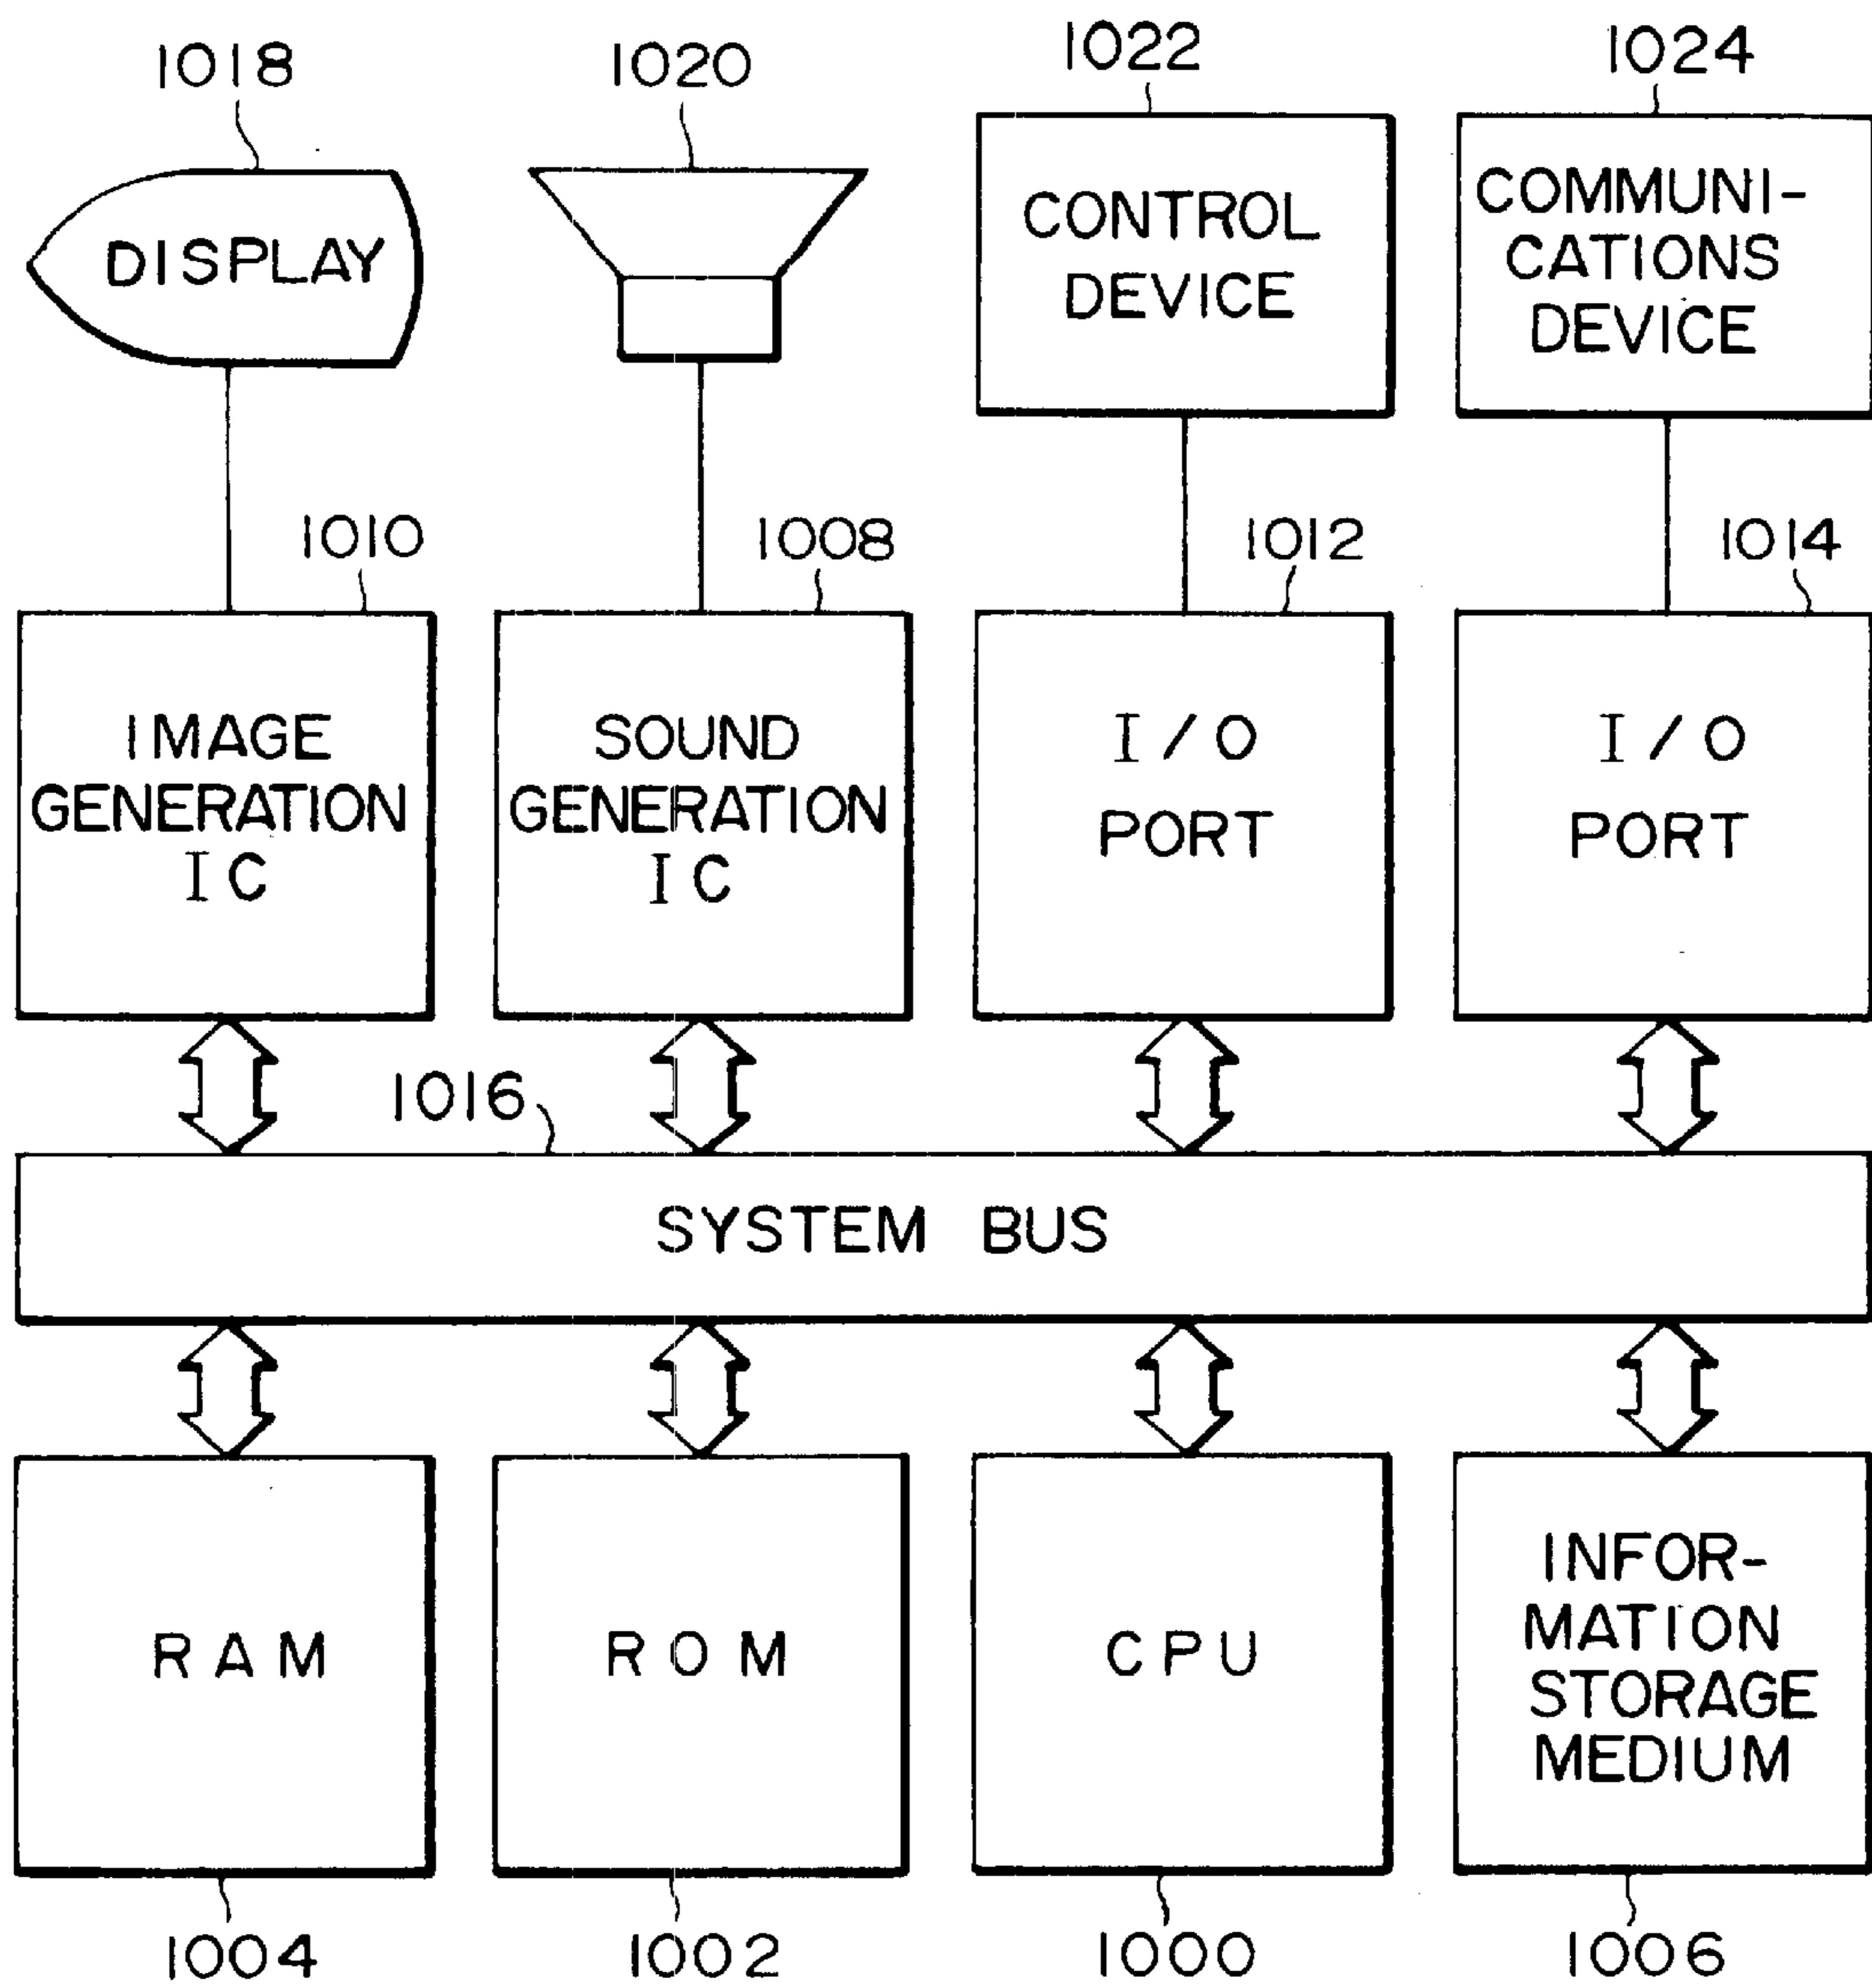 1018
1020
1022
1024
DISPLAY
CONTROL
DEVICE
COMMUNI-
CATIONS
DEVICE
1010
1008
1012
1014
IMAGE
GENERATION
IC
SOUND
GENERATION
IC
I/O
PORT
I/O
PORT
1016
SYSTEM BUS
RAM
ROM
CPU
INFOR-
MATION
STORAGE
MEDIUM
1004
1002
1000
1006